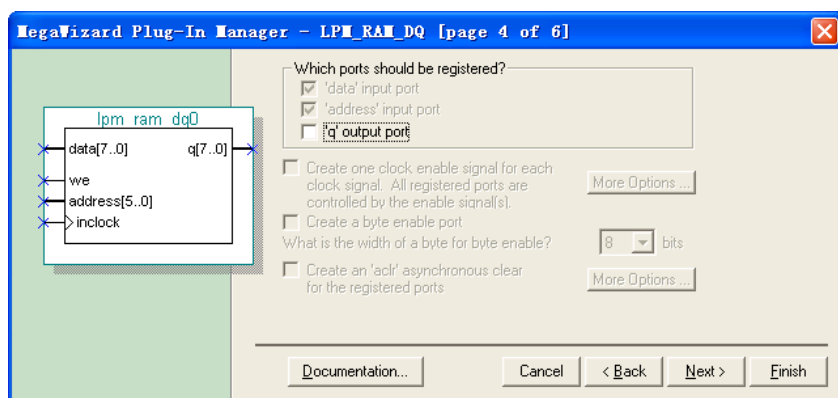 MegaWizard Plug-In Manager - LPM_RAM_DQ [page 4 of 6]
lpm_ram_dq0
data[7..0]
q[7..0]
we
address[5..0]
inclock
Which ports should be registered?
'data' input port
'address' input port
'q' output port
Create one clock enable signal for each
clock signal. All registered ports are
controlled by the enable signal(s).
More Options ...
Create a byte enable port
What is the width of a byte for byte enable?
8
bits
Create an 'aclr' asynchronous clear
for the registered ports
More Options ...
Documentation...
Cancel
< Back
Next >
Finish